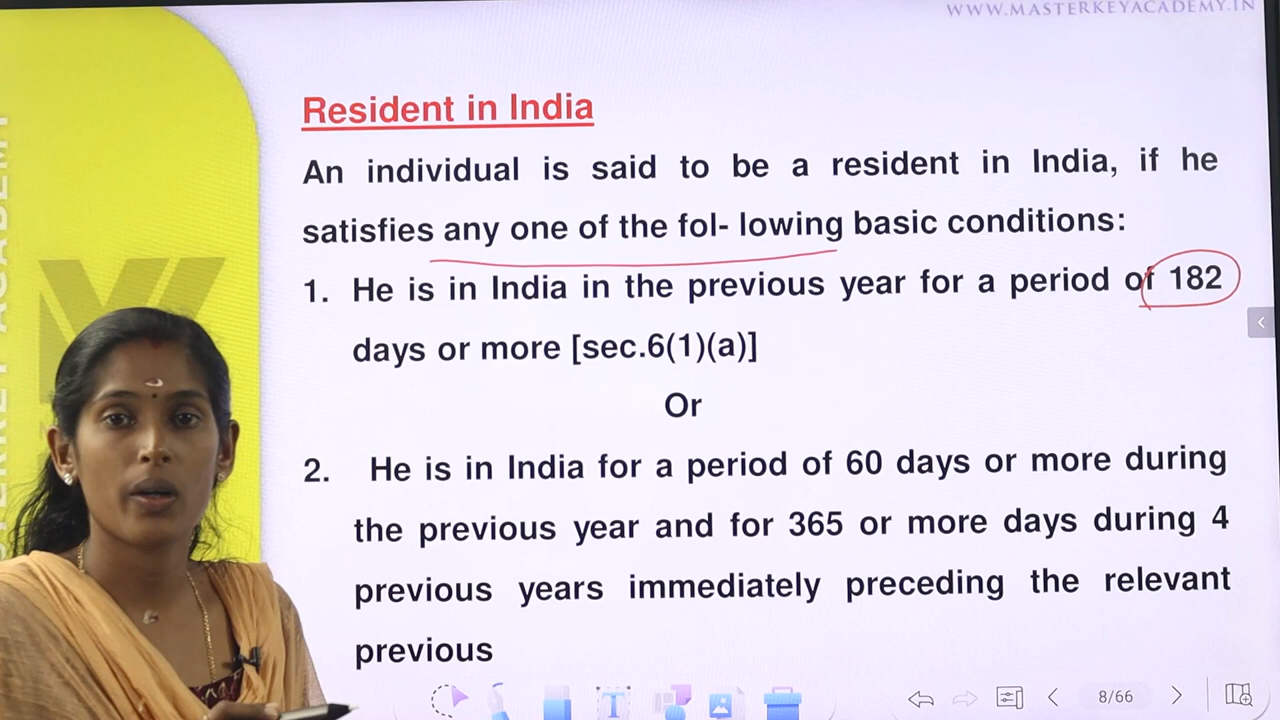 WWW.MASTERKEYACADEMY.IN
Resident in India
An individual is said to be a resident in India, if he
satisfies any one of the fol- lowing basic conditions:
1. He is in India in the previous year for a period of 182
days or more [sec.6(1)(a)]
Or
2. He is in India for a period of 60 days or more during
the previous year and for 365 or more days during 4
previous years immediately preceding the relevant
previous
8/66